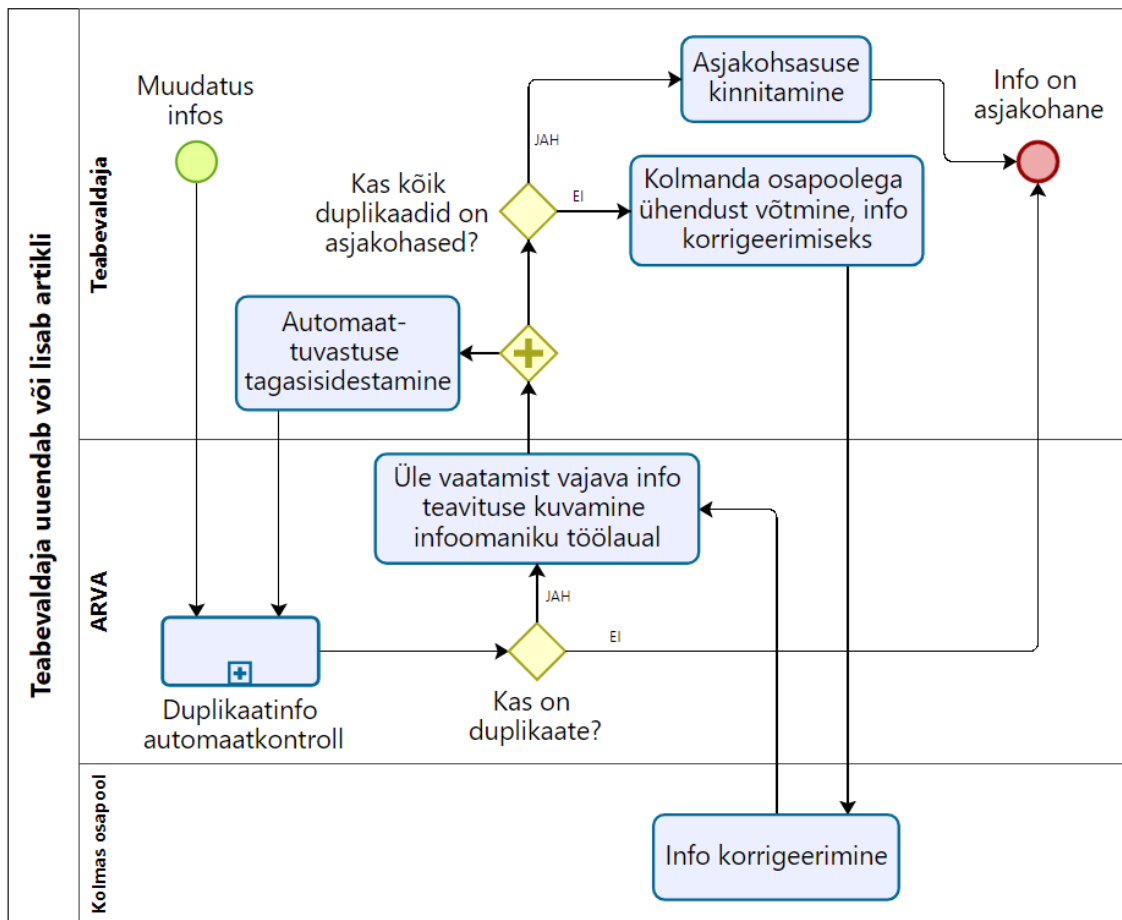 Teabevaldaja uuendab või lisab artikli
Teabevaldaja
Muudatus
infos
Asjakohsasuse
kinnitamine
Info on
asjakohane
JAH
Kas kõik
duplikaadid on
asjakohased?
EI
Kolmanda osapoolega
ühendust võtmine, info
korrigeerimiseks
Automaat-
tuvastuse
tagasisidestamine
ARVA
Üle vaatamist vajava info
teavituse kuvamine
infoomaniku töölaual
JAH
EI
Duplikaatinfo
automaatkontroll
Kas on
duplikaate?
Kolmas osapool
Info korrigeerimine